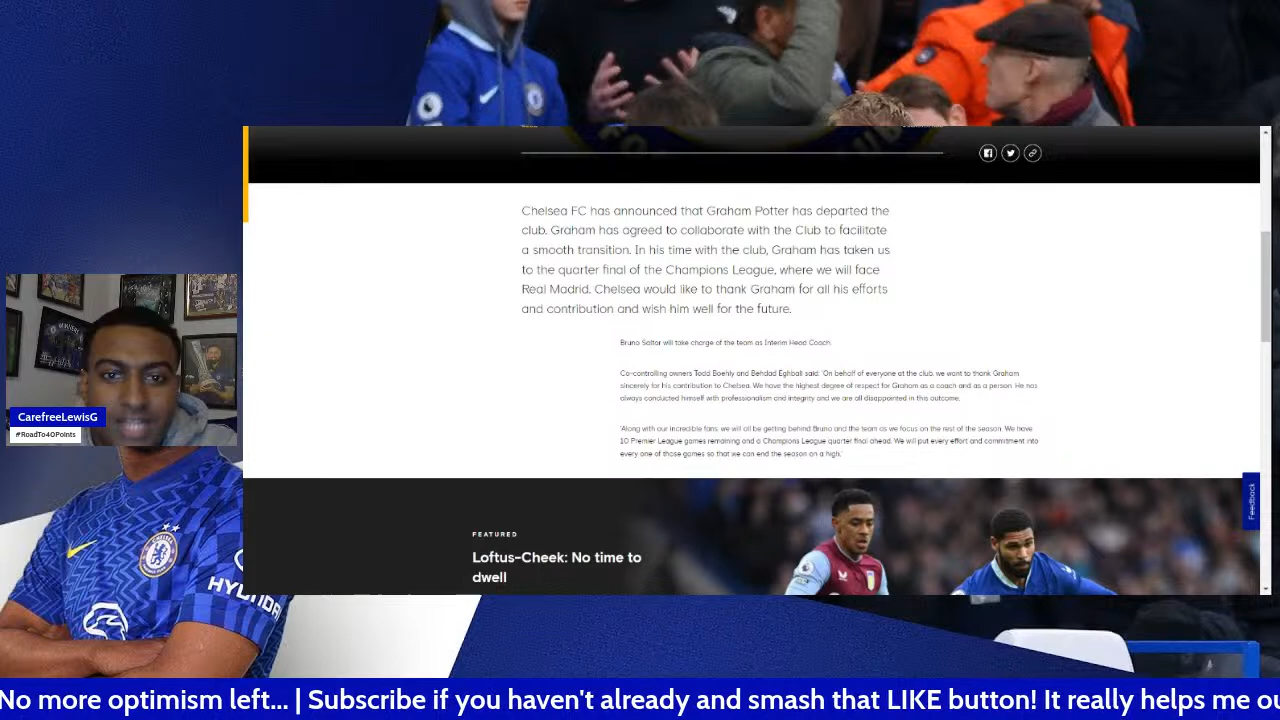 Chelsea FC has announced that Graham Potter has departed the
club. Graham has agreed to collaborate with the Club to facilitate
a smooth transition. In his time with the club, Graham has taken us
to the quarter final of the Champions League, where we will face
Real Madrid. Chelsea would like to thank Graham for all his efforts
and contribution and wish him well for the future.
Bruno Saltor will take charge of the team as Interim Head Coach.
Co-controlling owners Todd Boehly and Behdad Eghbali said: 'On behalf of everyone at the club, we want to thank Graham
sincerely for his contribution to Chelsea. We have the highest degree of respect for Graham as a coach and as a person. He has
always conducted himself with professionalism and integrity and we are all disappointed in this outcome.
'Along with our incredible fans, we will all be getting behind Bruno and the team as we focus on the rest of the season. We have
10 Premier League games remaining and a Champions League quarter final ahead. We will put every effort and commitment into
every one of those games so that we can end the season on a high.'
Feedback
FEATURED
Loftus-Cheek: No time to
dwell
CarefreeLewisG
#RoadTo40Points
HYUNDAI
No more optimism left... | Subscribe if you haven't already and smash that LIKE button! It really helps me ou